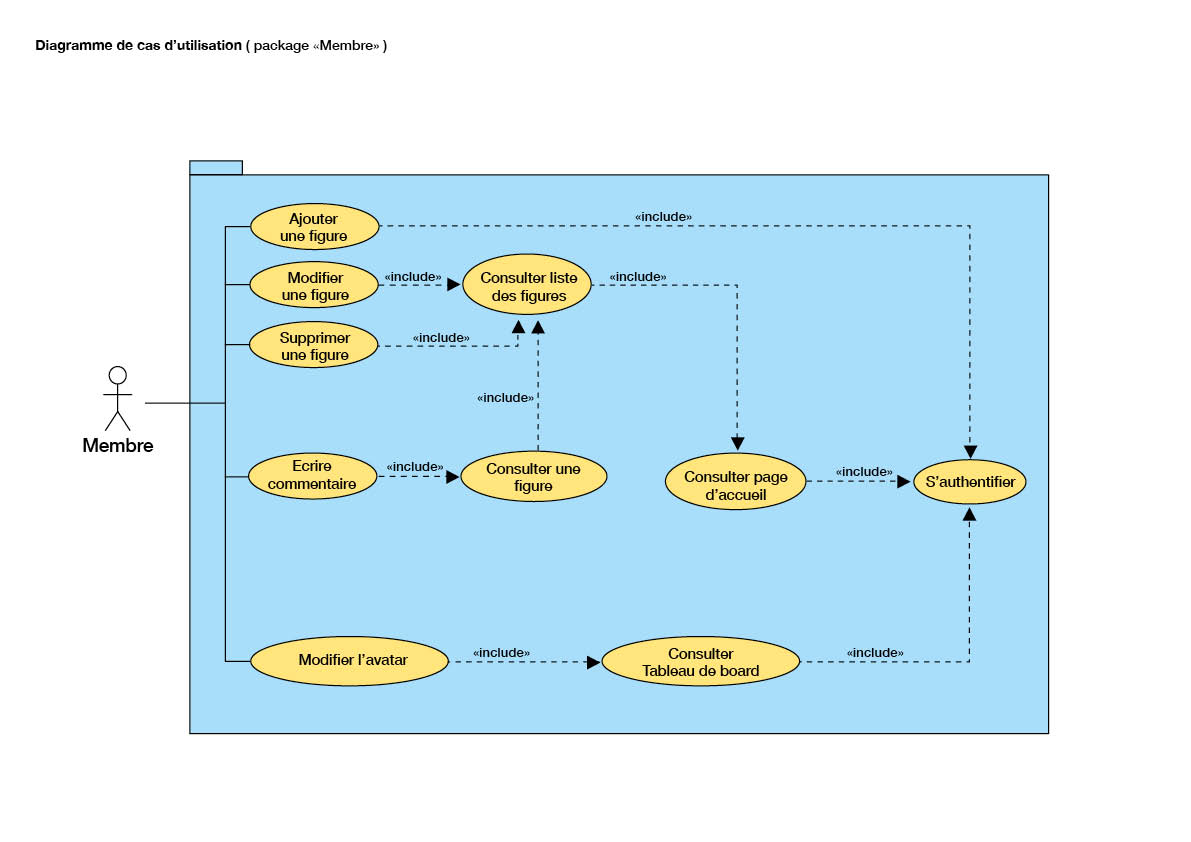 Diagramme de cas d'utilisation ( package «Membre» )
Ajouter
une figure
«include»
Modifier
une figure
«include»
Consulter liste
des figures
«include»
Supprimer
une figure
«include»
«include»
Membre
Ecrire
commentaire
«include»
Consulter une
figure
Consulter page
d'accueil
«include»
S'authentifier
Modifier l'avatar
«include»
Consulter
Tableau de board
«include»